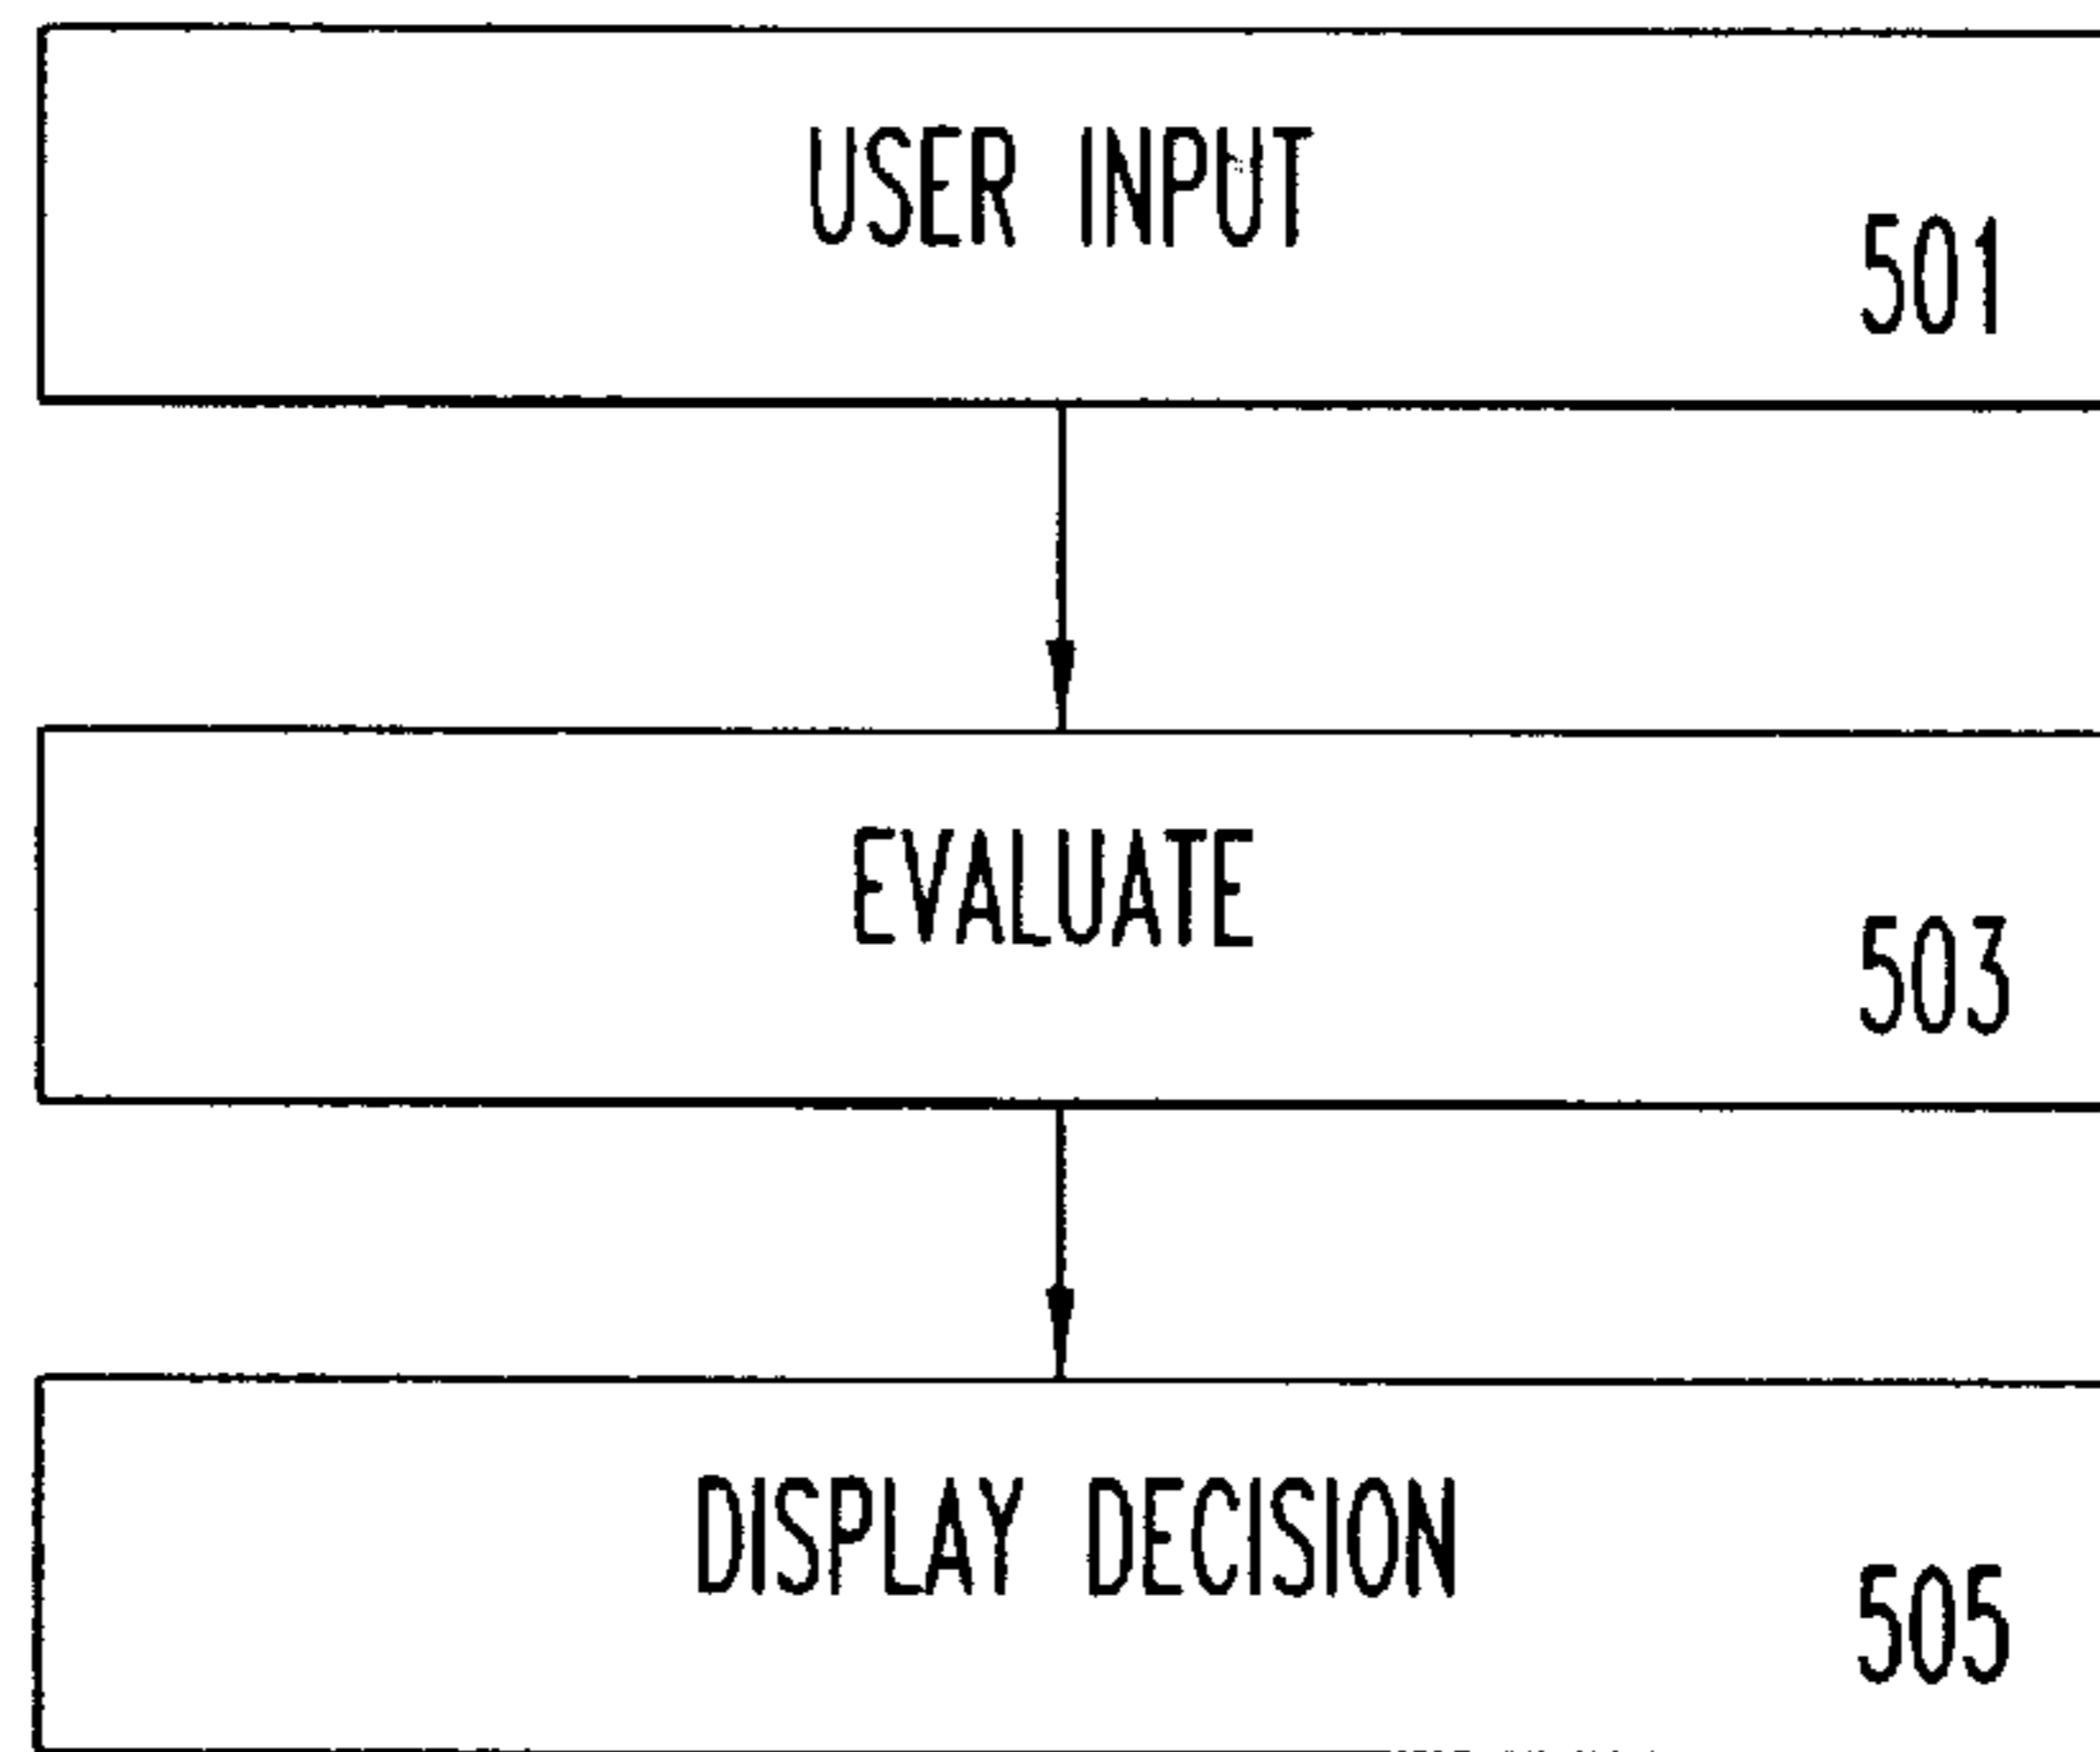 USER INPUT
501
EVALUATE
503
DISPLAY DECISION
505